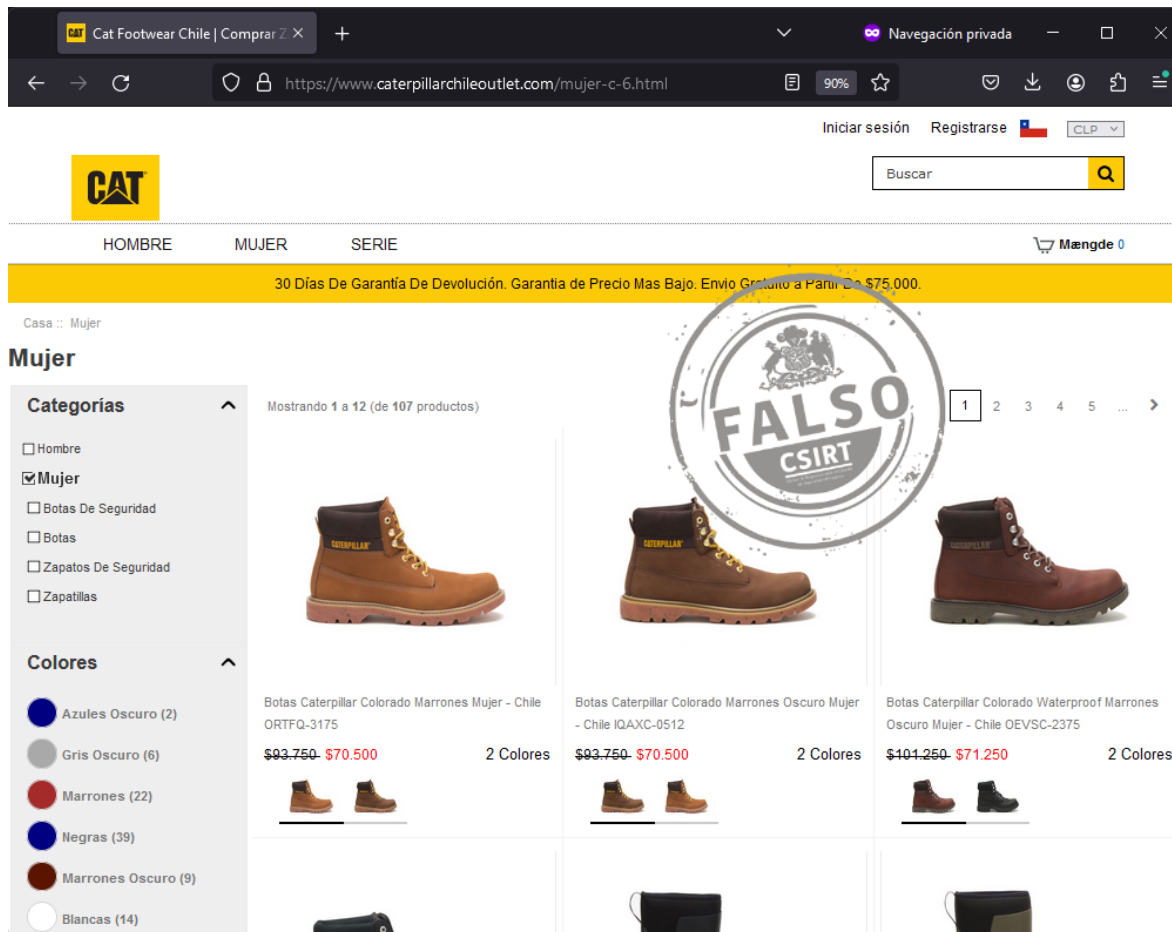 CAT Cat Footwear Chile | Comprar Z
Navegación privada
https://www.caterpillarchileoutlet.com/mujer-c-6.html
90%
Iniciar sesión Registrarse CLP
CAT
Buscar
HOMBRE MUJER SERIE Mængde 0
30 Días De Garantía De Devolución. Garantia de Precio Mas Bajo. Envio Gratuito a Partir De $75.000.
Casa :: Mujer
Mujer
Categorías
Hombre
Mujer
Botas De Seguridad
Botas
Zapatos De Seguridad
Zapatillas
Colores
Azules Oscuro (2)
Gris Oscuro (6)
Marrones (22)
Negras (39)
Marrones Oscuro (9)
Blancas (14)
Mostrando 1 a 12 (de 107 productos)
1 2 3 4 5 ...
FALSO
CSIRT
CATERPILLAR
CATERPILLAR
CATERPILLAR
Botas Caterpillar Colorado Marrones Mujer - Chile
ORTFQ-3175
$93.750 $70.500 2 Colores
Botas Caterpillar Colorado Marrones Oscuro Mujer
- Chile IQAXC-0512
$93.750 $70.500 2 Colores
Botas Caterpillar Colorado Waterproof Marrones
Oscuro Mujer - Chile OEVSC-2375
$101.250 $71.250 2 Colores